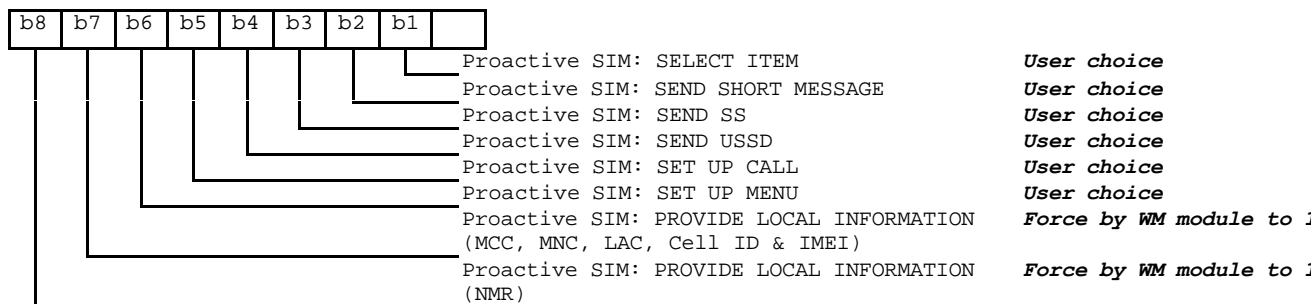 b8 b7 b6 b5 b4 b3 b2 b1
Proactive SIM: SELECT ITEM User choice
Proactive SIM: SEND SHORT MESSAGE User choice
Proactive SIM: SEND SS User choice
Proactive SIM: SEND USSD User choice
Proactive SIM: SET UP CALL User choice
Proactive SIM: SET UP MENU User choice
Proactive SIM: PROVIDE LOCAL INFORMATION Force by WM module to 1
(MCC, MNC, LAC, Cell ID & IMEI)
Proactive SIM: PROVIDE LOCAL INFORMATION Force by WM module to 1
(NMR)